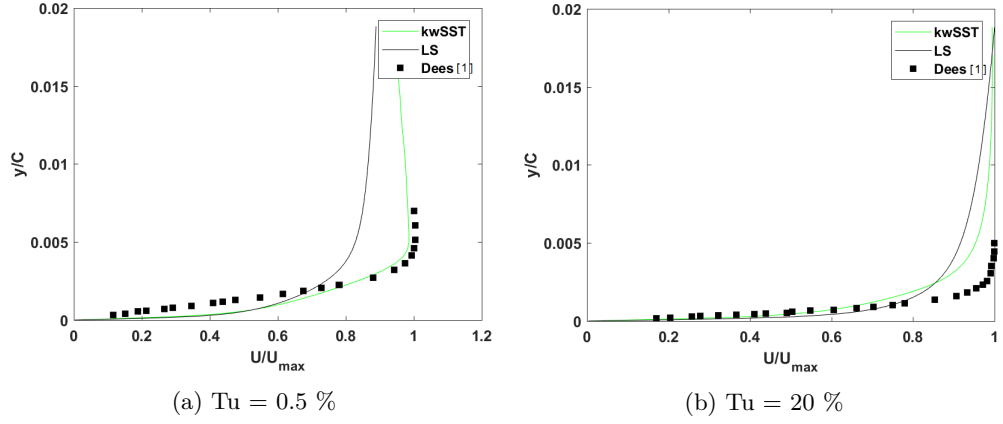 0.02
0.015
0.01
0.005
0
y/C
0 0.2 0.4 0.6 0.8 1 1.2
U/Umax
kwSST
LS
Dees [1]
(a) Tu = 0.5 %
0.02
0.015
0.01
0.005
0
y/C
0 0.2 0.4 0.6 0.8 1
U/Umax
kwSST
LS
Dees [1]
(b) Tu = 20 %